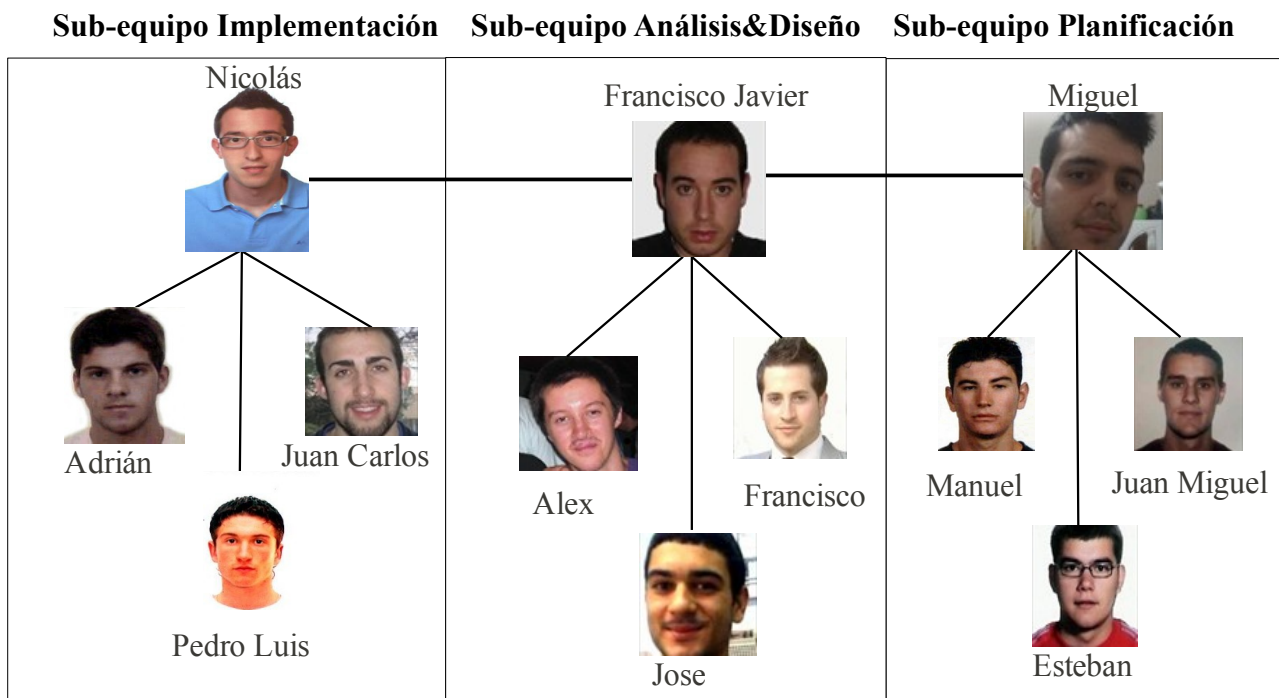 Sub-equipo Implementación
Sub-equipo Análisis&Diseño
Sub-equipo Planificación
Nicolás
Francisco Javier
Miguel
Adrián
Juan Carlos
Alex
Francisco
Manuel
Juan Miguel
Pedro Luis
Jose
Esteban